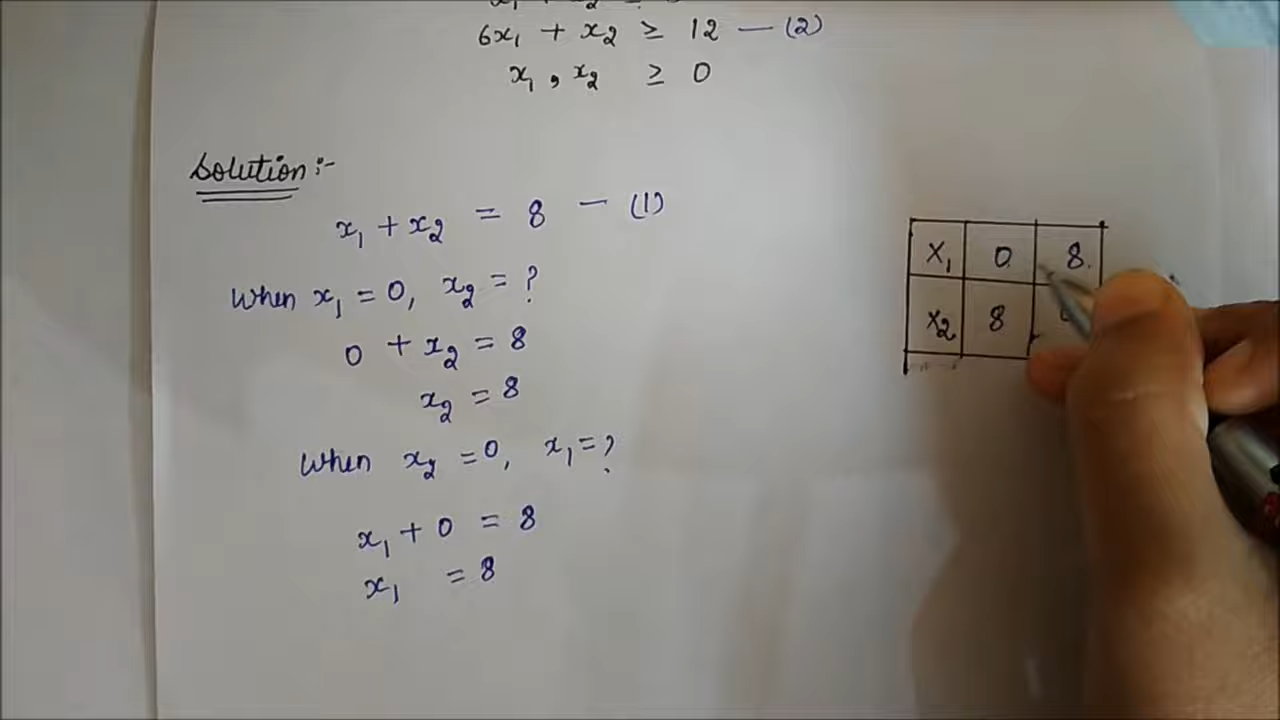 6x₁ + x₂ ≥ 12 — (2)
x₁, x₂ ≥ 0
Solution:-
x₁ + x₂ = 8 — (1)
When x₁ = 0, x₂ = ?
0 + x₂ = 8
x₂ = 8
When x₂ = 0, x₁ = ?
x₁ + 0 = 8
x₁ = 8
X₁ 0 8
X₂ 8